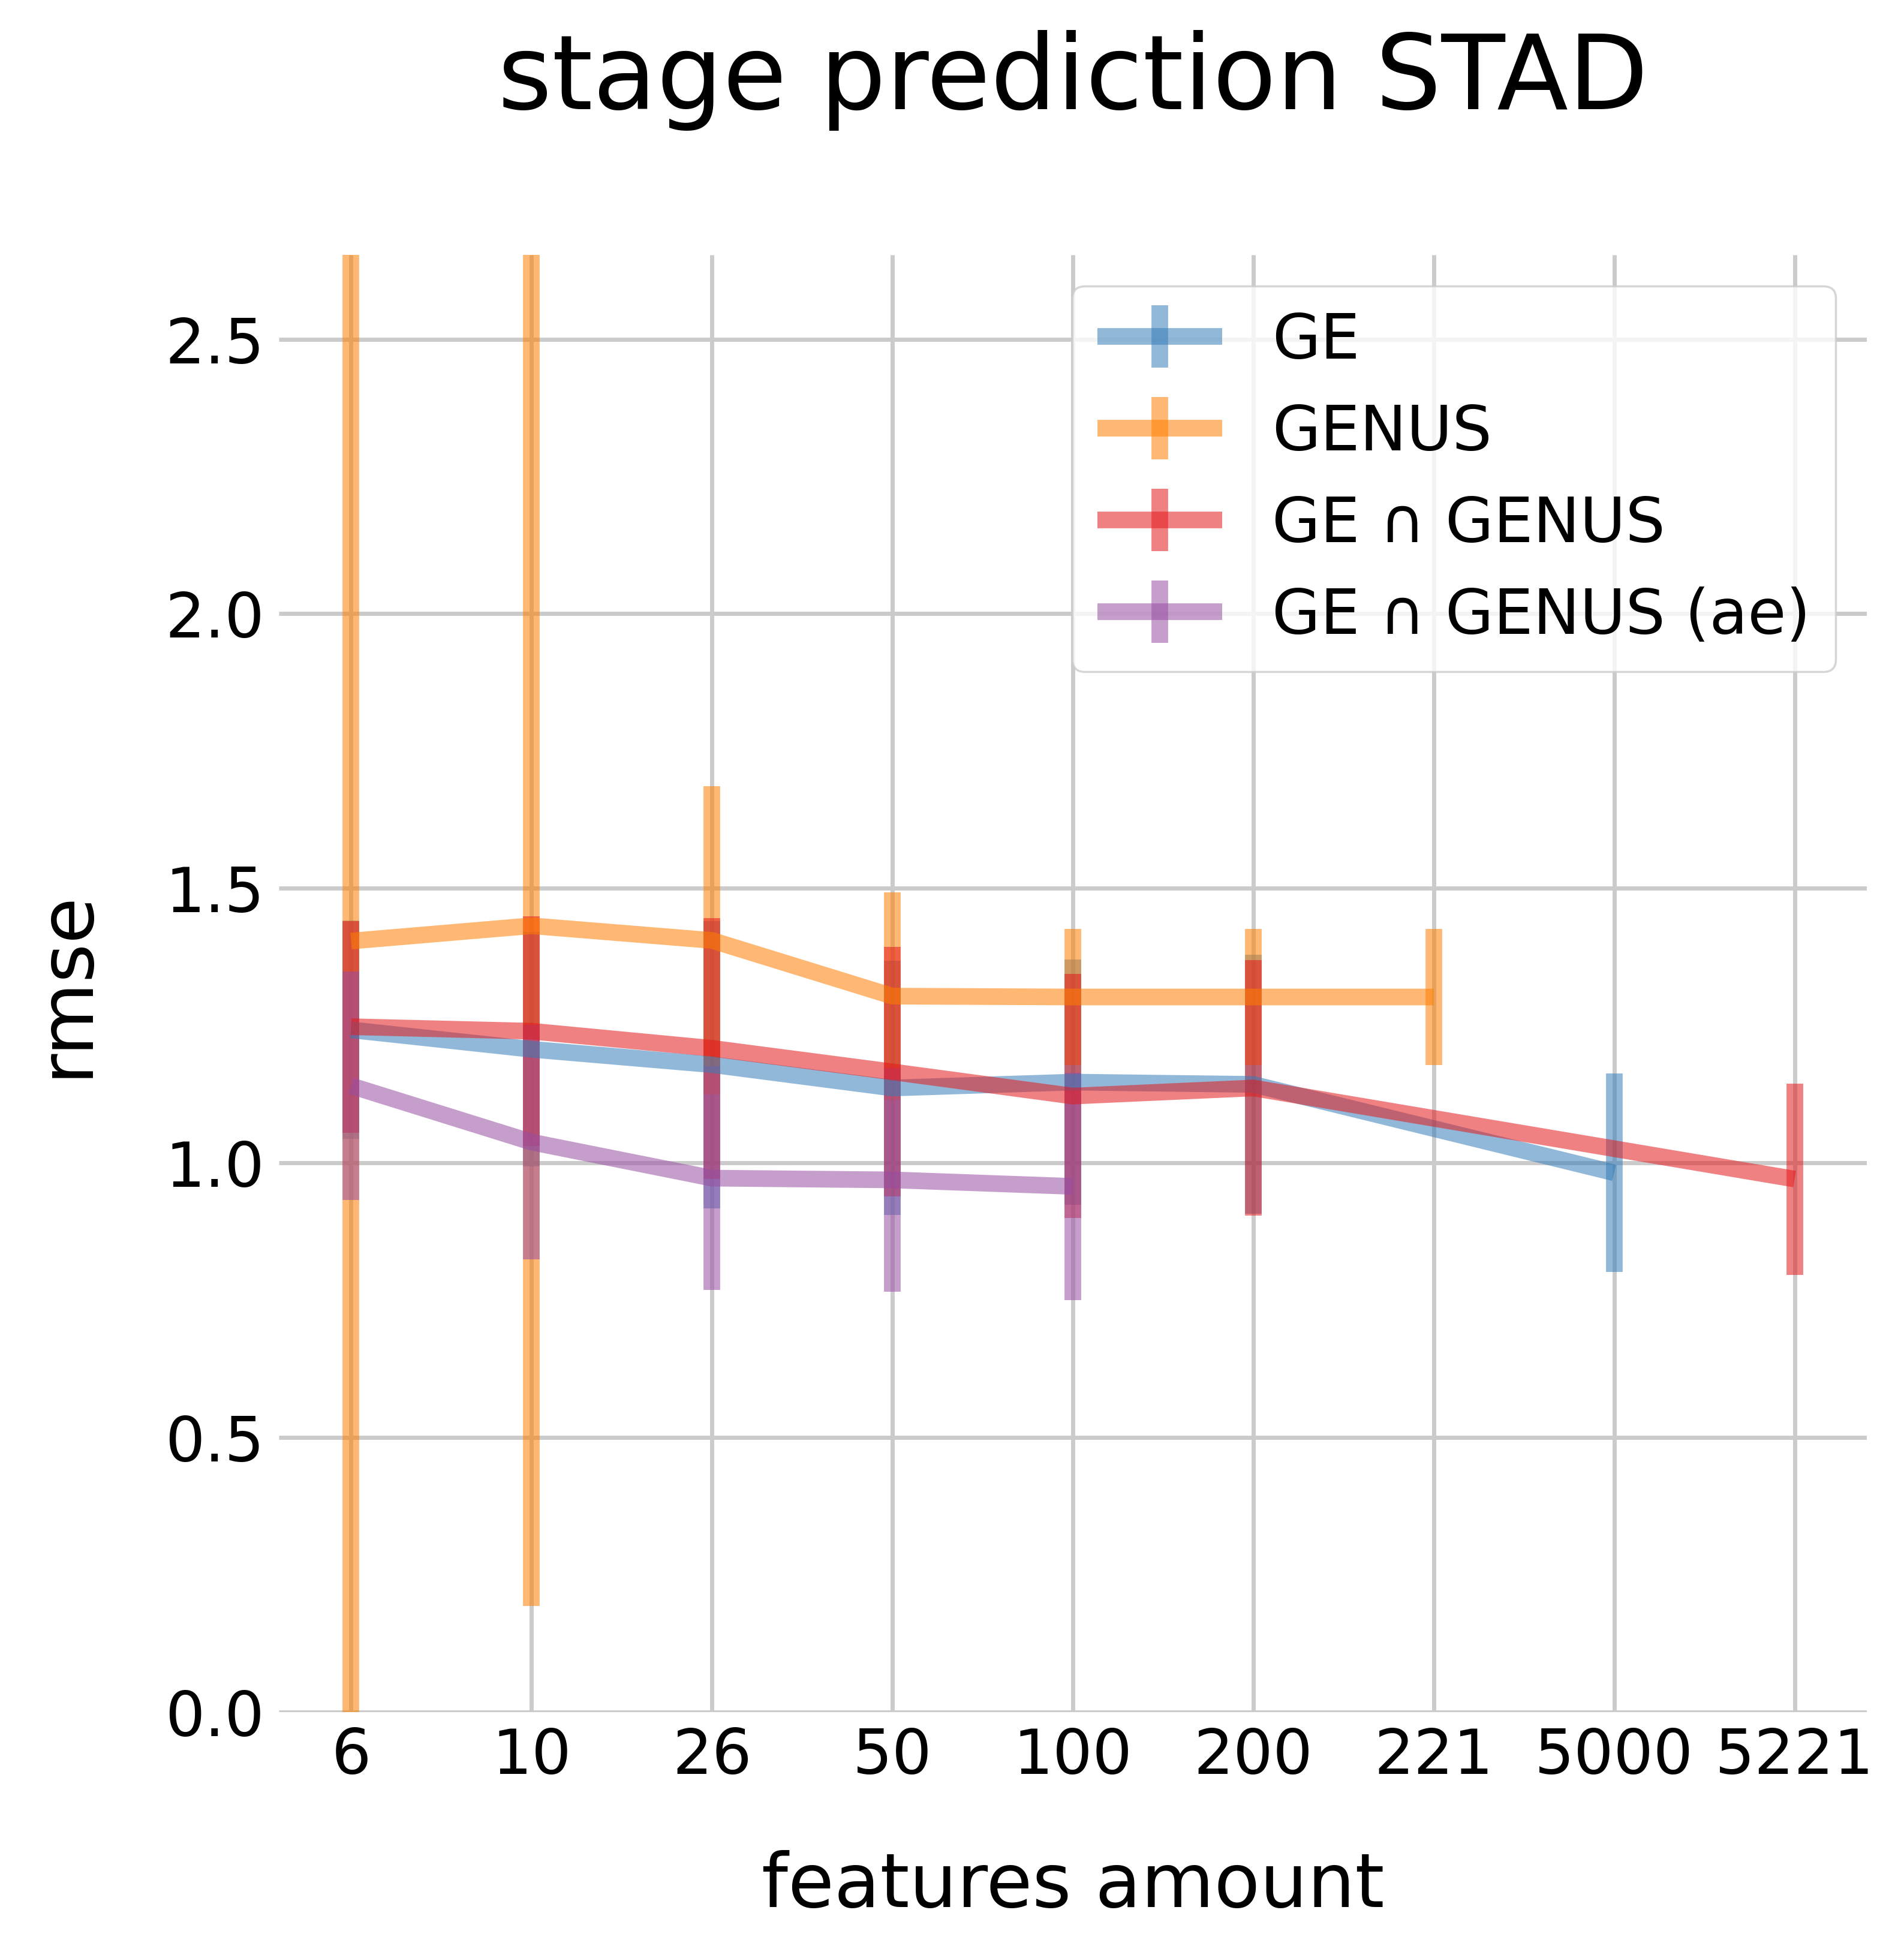 stage prediction STAD
2.5
2.0
1.5
1.0
0.5
0.0
rmse
GE
GENUS
GE ∩ GENUS
GE ∩ GENUS (ae)
6 10 26 50 100 200 221 5000 5221
features amount